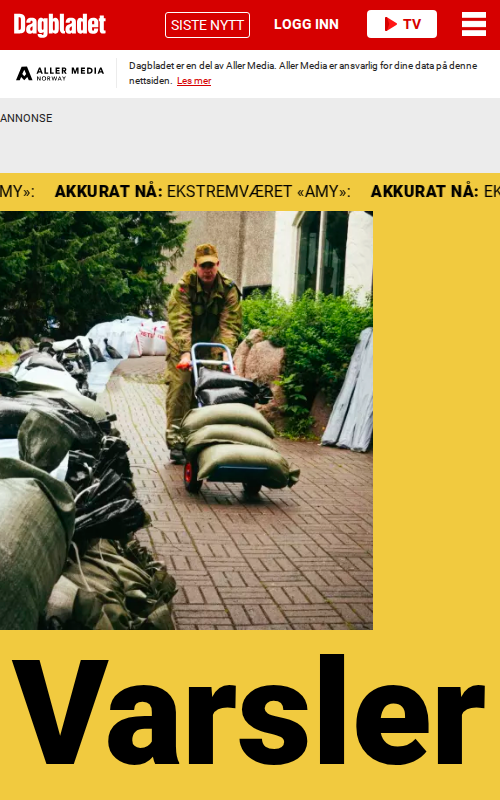 Dagbladet
SISTE NYTT
LOGG INN
TV
ALLER MEDIA
NORWAY
Dagbladet er en del av Aller Media. Aller Media er ansvarlig for dine data på denne
nettsiden. Les mer
ANNONSE
MY»: AKKURAT NÅ: EKSTREMVÆRET «AMY»: AKKURAT NÅ: EK
Varsler